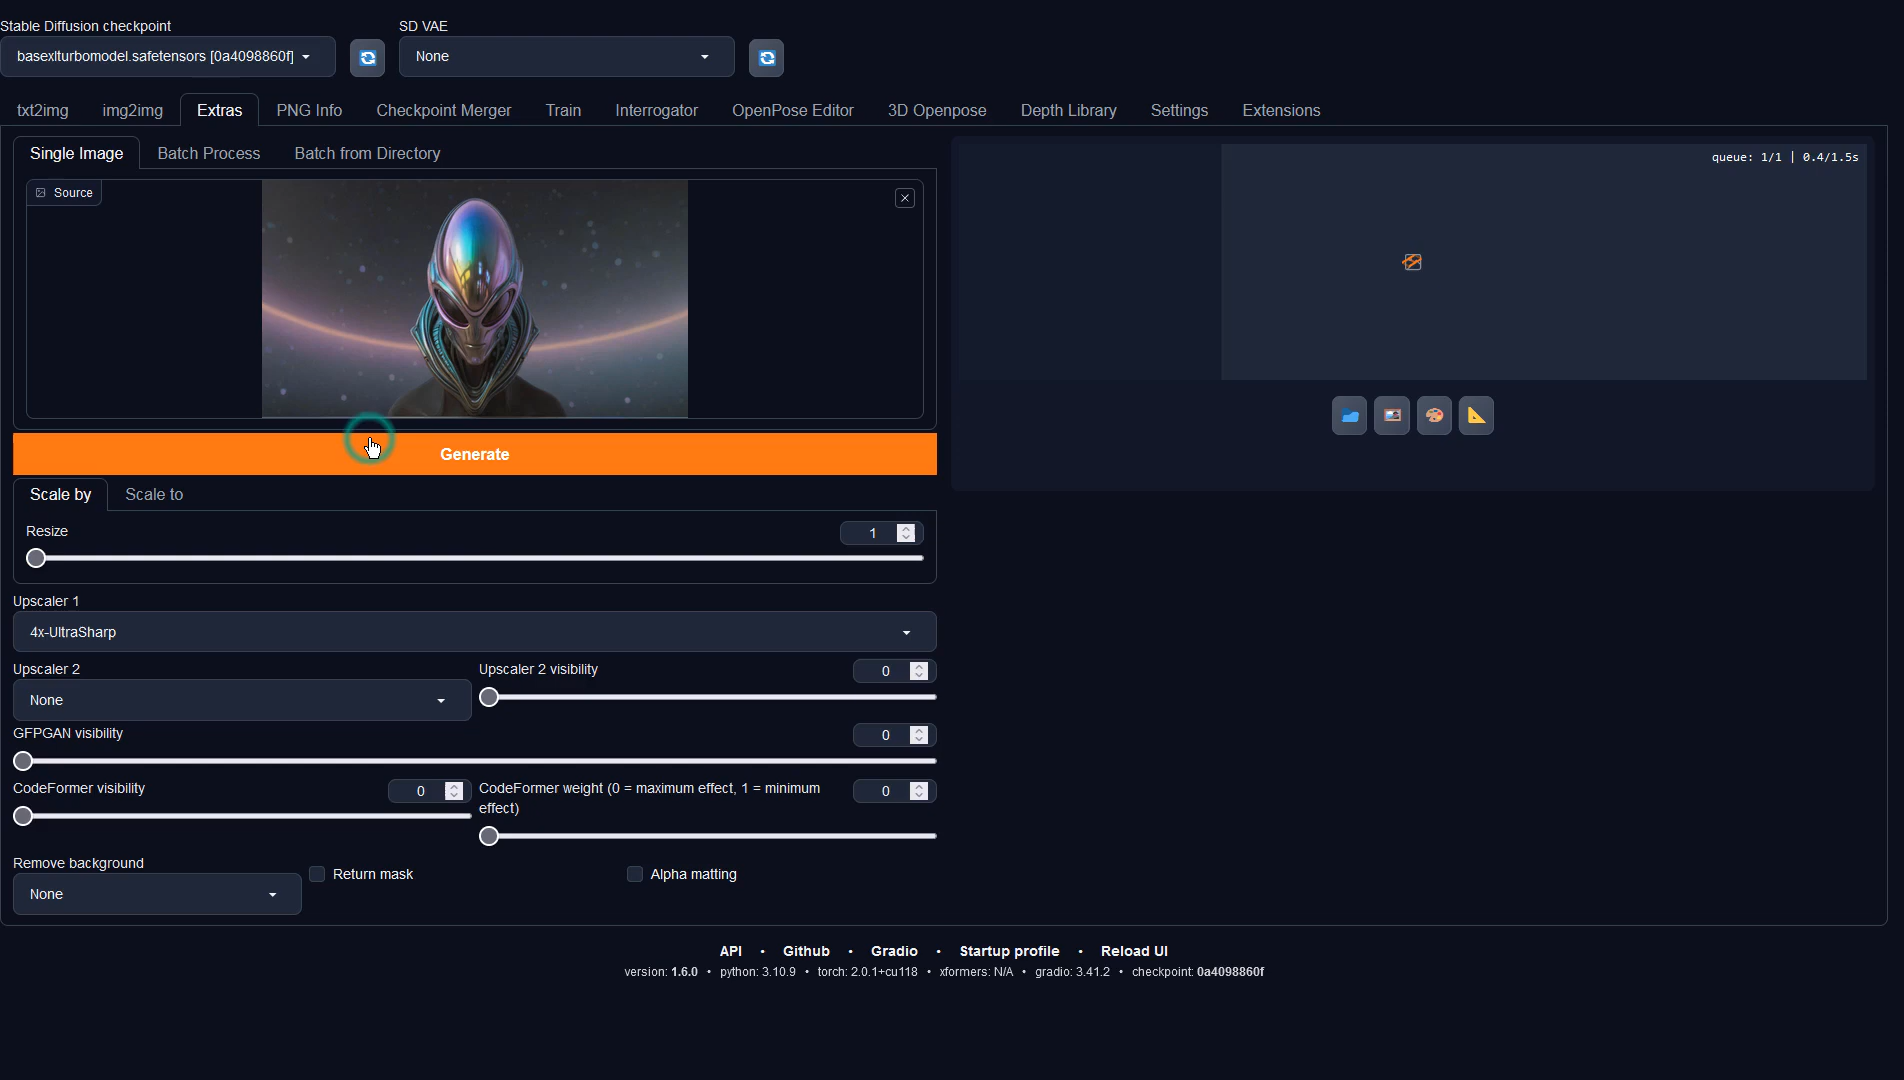 Stable Diffusion checkpoint
SD VAE
basexlturbomodel.safetensors [0a4098860f]
None
txt2img
img2img
Extras
PNG Info
Checkpoint Merger
Train
Interrogator
OpenPose Editor
3D Openpose
Depth Library
Settings
Extensions
Single Image
Batch Process
Batch from Directory
queue: 1/1 | 0.4/1.5s
Source
Generate
Scale by
Scale to
Resize
1
Upscaler 1
4x-UltraSharp
Upscaler 2
None
Upscaler 2 visibility
0
GFPGAN visibility
0
CodeFormer visibility
0
CodeFormer weight (0 = maximum effect, 1 = minimum
effect)
0
Remove background
None
Return mask
Alpha matting
API • Github • Gradio • Startup profile • Reload UI
version: 1.6.0 • python: 3.10.9 • torch: 2.0.1+cu118 • xformers: N/A • gradio: 3.41.2 • checkpoint: 0a4098860f